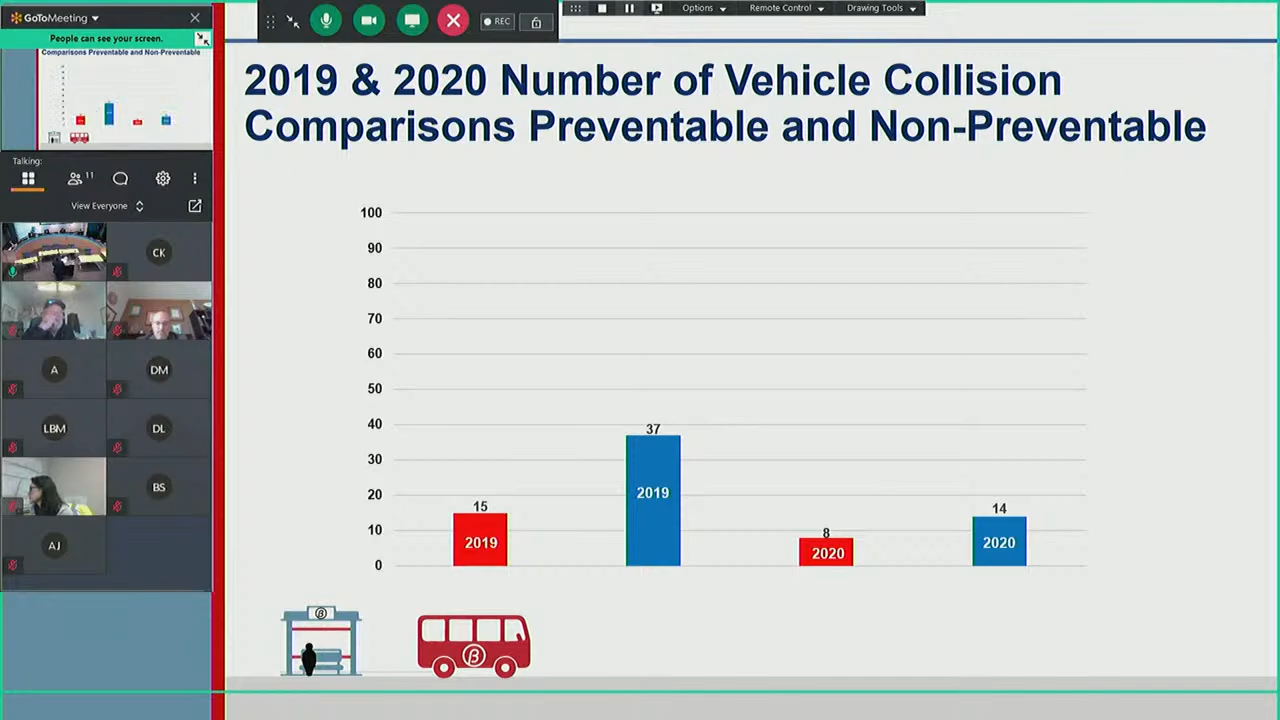 GoToMeeting
People can see your screen.
Comparisons Preventable and Non-Preventable
Talking:
11
View Everyone
CK
A
DM
LBM
DL
BS
AJ
REC
Options
Remote Control
Drawing Tools
2019 & 2020 Number of Vehicle Collision
Comparisons Preventable and Non-Preventable
100
90
80
70
60
50
40
30
20
10
0
15
2019
37
2019
8
2020
14
2020
β
β